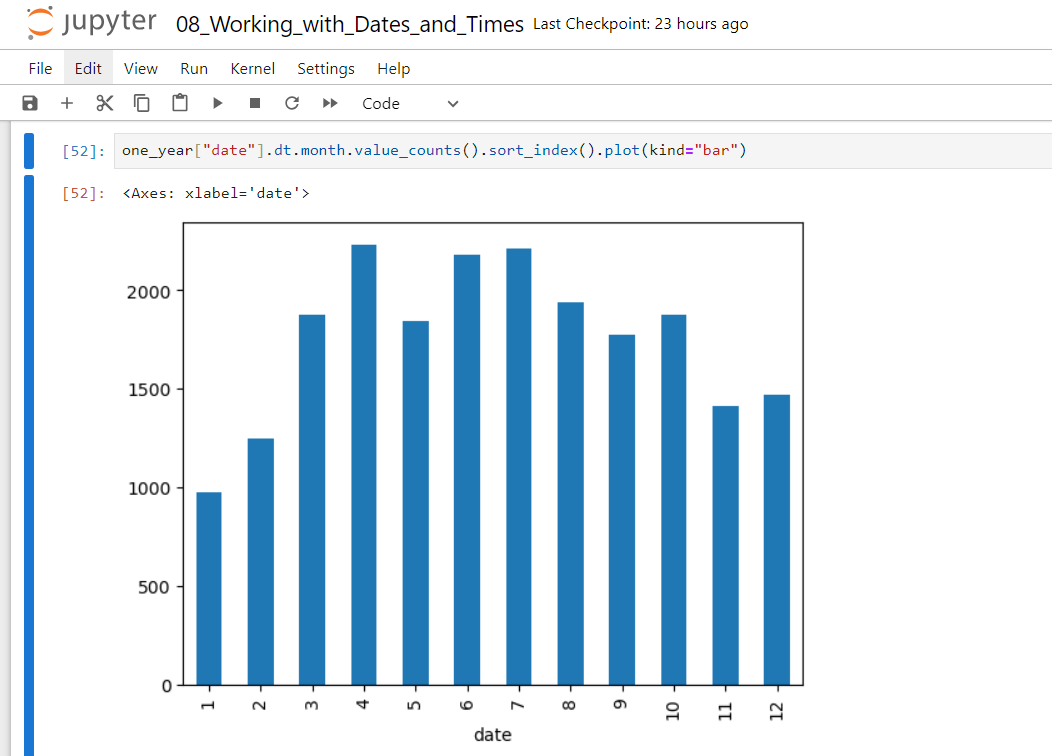 jupyter 08_Working_with_Dates_and_Times Last Checkpoint: 23 hours ago
File Edit View Run Kernel Settings Help
Code
[52]: one_year["date"].dt.month.value_counts().sort_index().plot(kind="bar")
[52]: <Axes: xlabel='date'>
2000
1500
1000
500
0
1 2 3 4 5 6 7 8 9 10 11 12
date